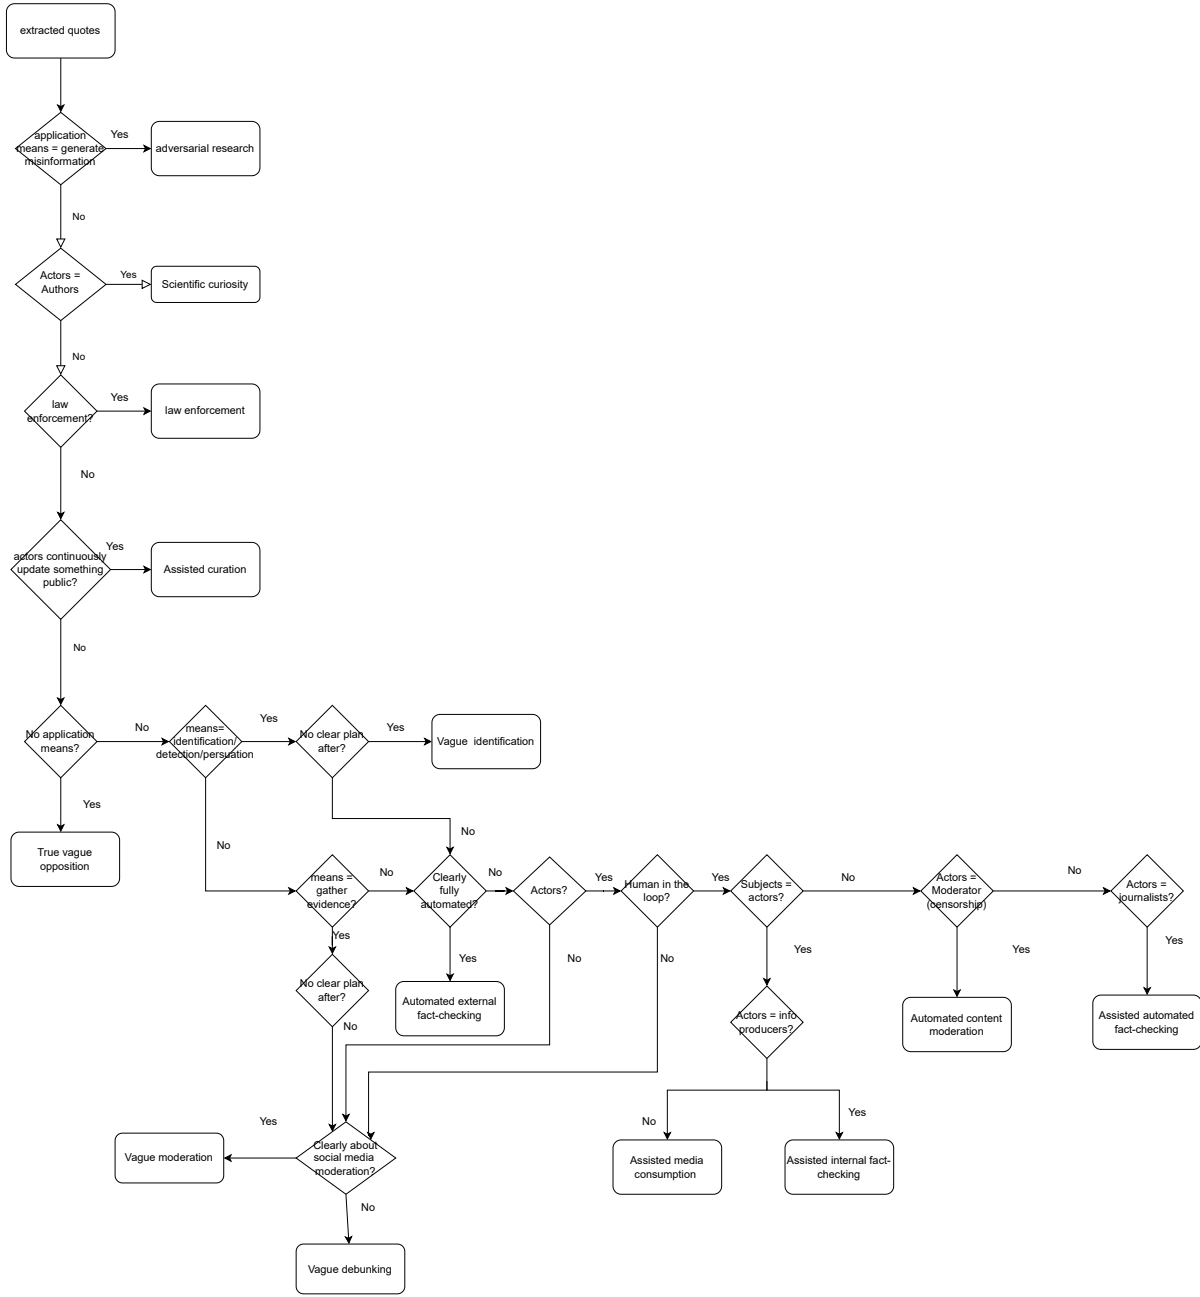 extracted quotes
application
means = generate
misinformation
Yes
adversarial research
No
Actors =
Authors
Yes
Scientific curiosity
No
law
enforcement?
Yes
law enforcement
No
actors continuously
update something
public?
Yes
Assisted curation
No
No application
means?
No
means=
identification/
detection/persuation
Yes
No clear plan
after?
Yes
Vague identification
Yes
No
No
True vague
opposition
means =
gather
evidence?
No
Clearly
fully
automated?
No
Actors?
Yes
Human in the
loop?
Yes
Subjects =
actors?
No
Actors =
Moderator
(censorship)
No
Actors =
journalists?
Yes
Yes
No
No
Yes
Yes
Yes
No clear plan
after?
No
Automated external
fact-checking
Actors = info
producers?
Automated content
moderation
Assisted automated
fact-checking
Yes
No
Yes
Vague moderation
Clearly about
social media
moderation?
Assisted media
consumption
Assisted internal fact-
checking
No
Vague debunking